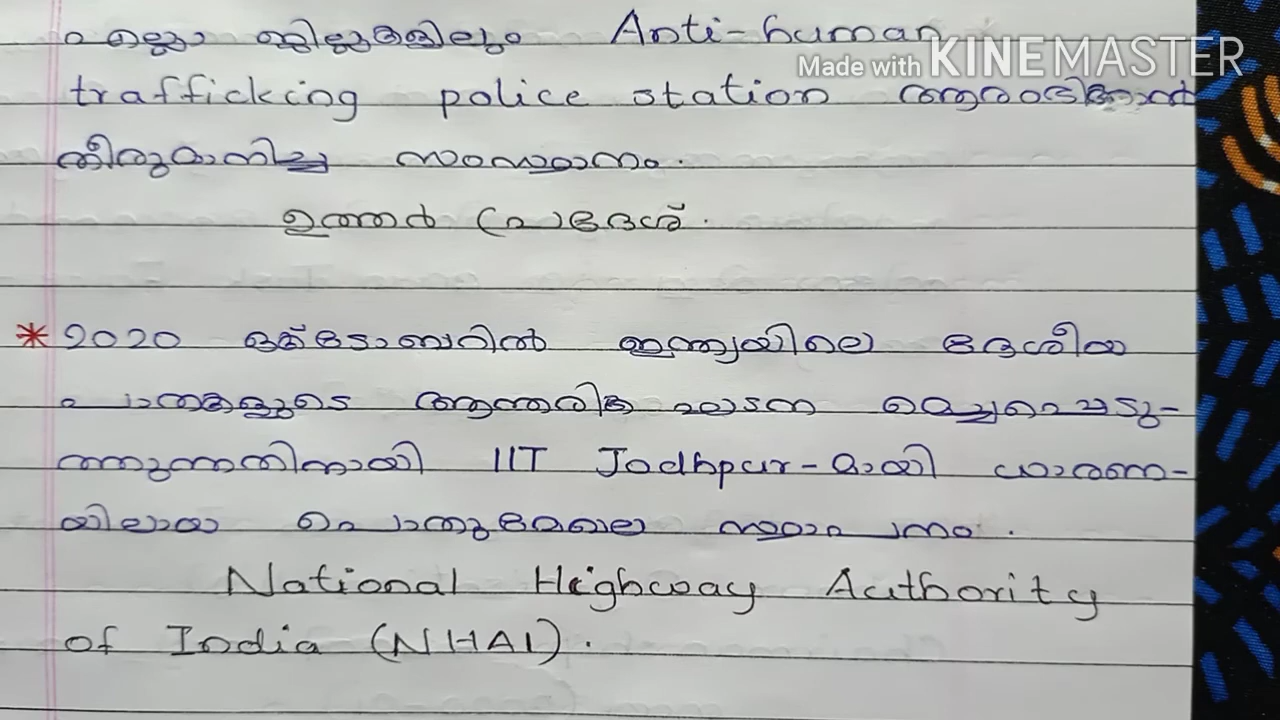 എല്ലാ ജില്ലകളിലും Anti-human
Made with KINEMASTER
trafficking police station ആരംഭിക്കാൻ
തീരുമാനിച്ച സംസ്ഥാനം.
ഉത്തർ പ്രദേശ്.
* 2020 ഒക്ടോബറിൽ ഇന്ത്യയിലെ ദേശീയ
പാതകളുടെ ആന്തരിക ഘടന മെച്ചപ്പെടു-
ത്തുന്നതിനായി IIT Jodhpur-മായി ധാരണ-
യിലായ പൊതുമേഖലാ സ്ഥാപനം.
National Highway Authority
of India (NHAI).